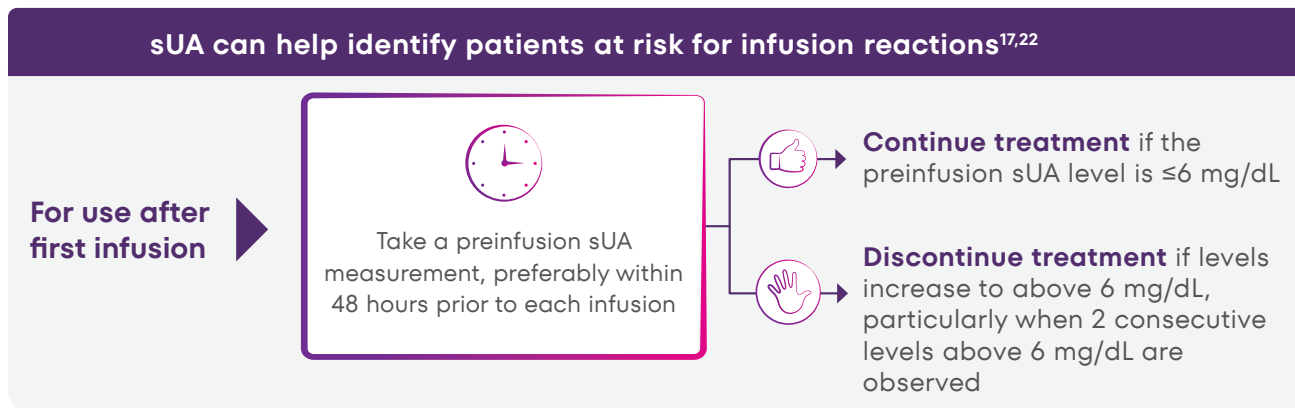 sUA can help identify patients at risk for infusion reactions17,22
For use after
first infusion
Take a preinfusion sUA
measurement, preferably within
48 hours prior to each infusion
Continue treatment if the
preinfusion sUA level is ≤6 mg/dL
Discontinue treatment if levels
increase to above 6 mg/dL,
particularly when 2 consecutive
levels above 6 mg/dL are
observed